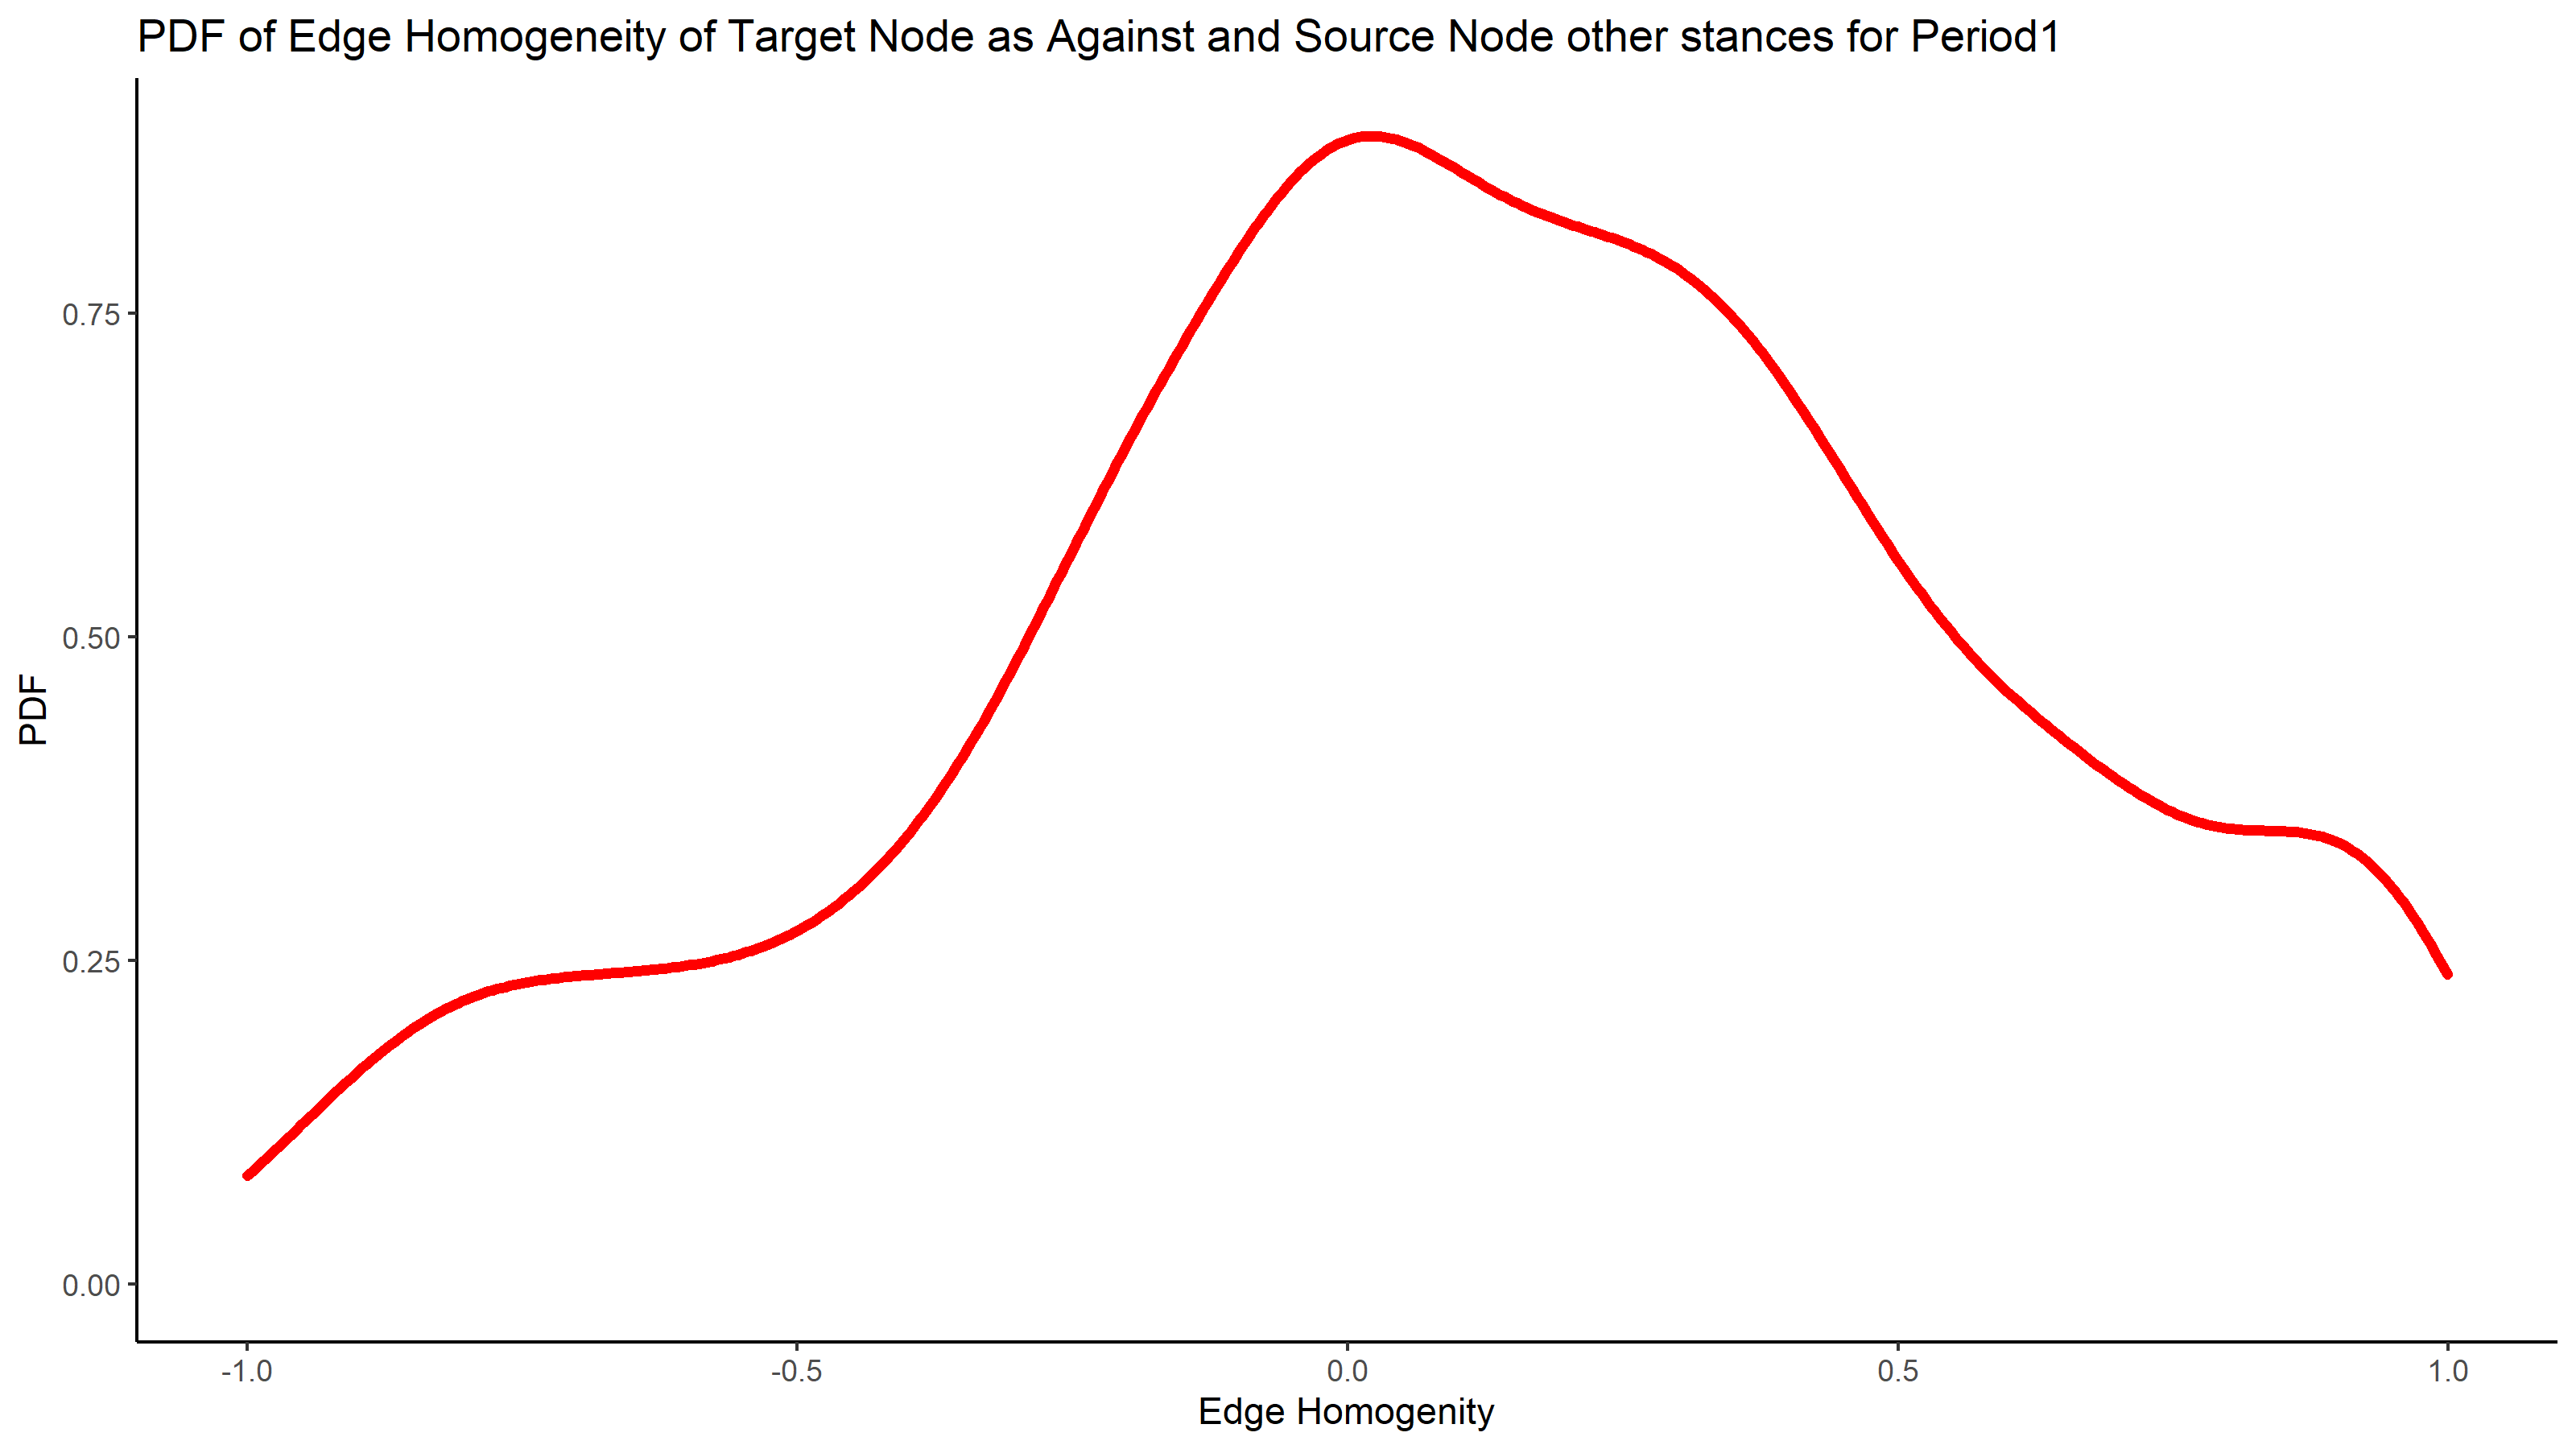 PDF of Edge Homogeneity of Target Node as Against and Source Node other stances for Period1
PDF
0.75
0.50
0.25
0.00
-1.0 -0.5 0.0 0.5 1.0
Edge Homogenity